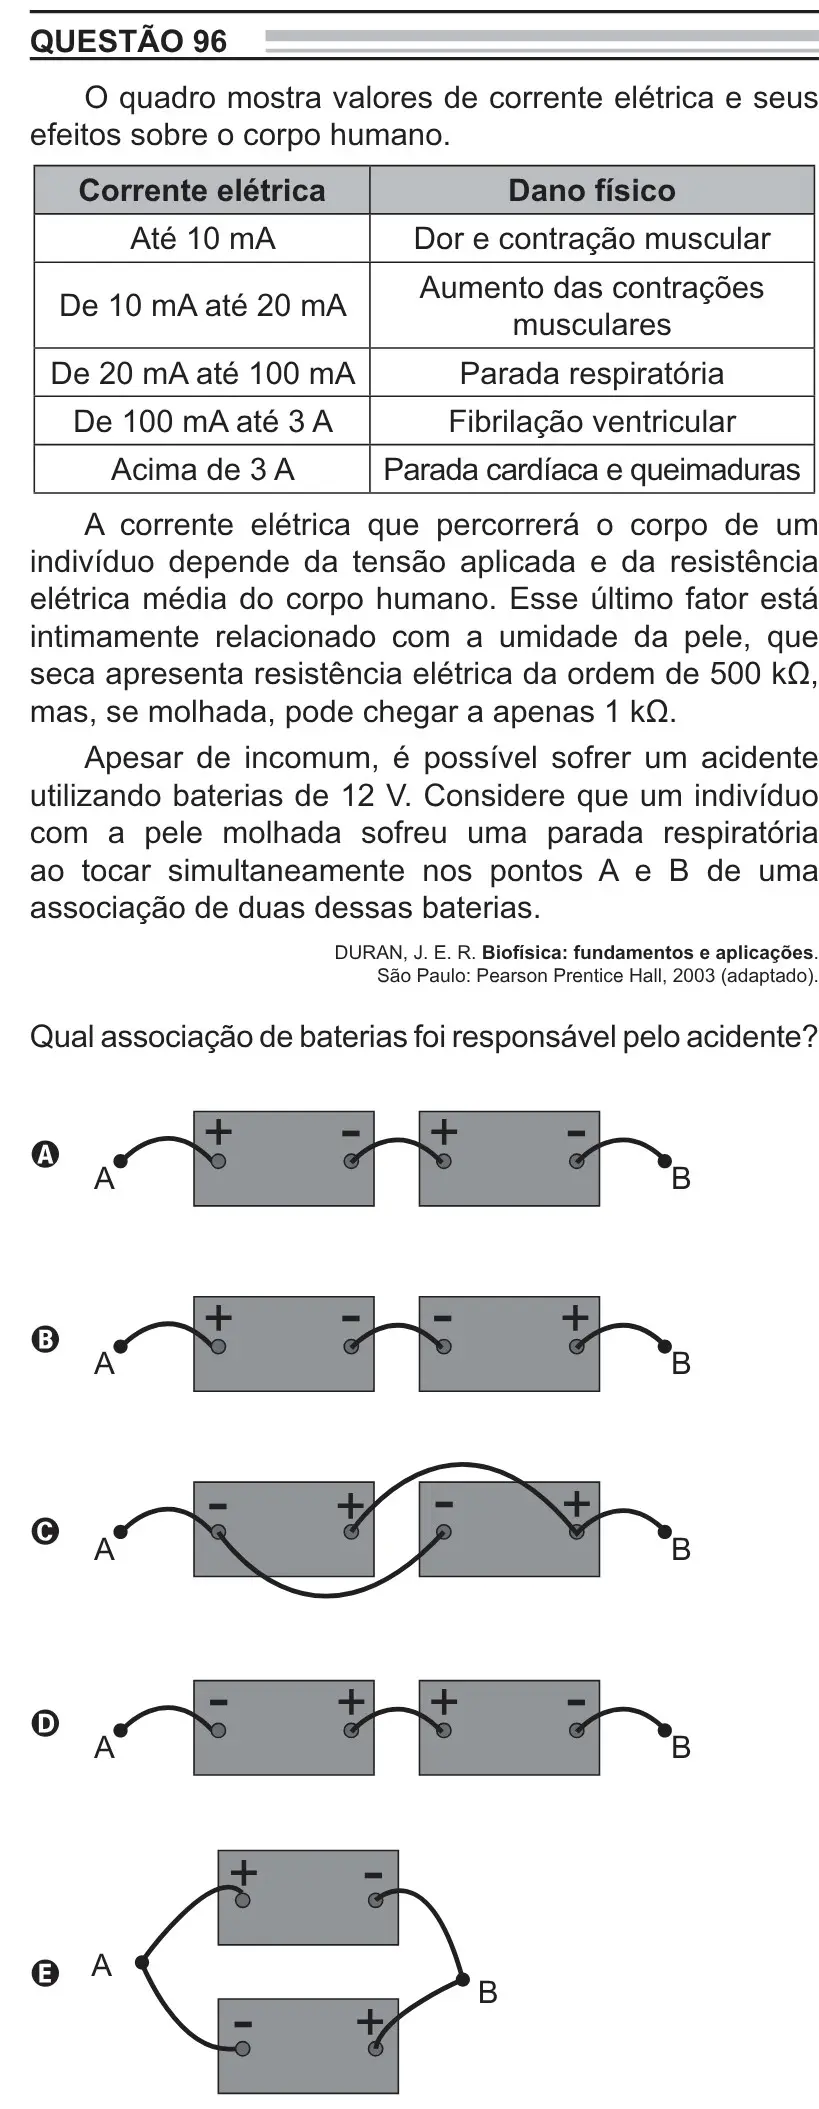 QUESTÃO 96
O quadro mostra valores de corrente elétrica e seus
efeitos sobre o corpo humano.
Corrente elétrica Dano físico
Até 10 mA Dor e contração muscular
De 10 mA até 20 mA Aumento das contrações
musculares
De 20 mA até 100 mA Parada respiratória
De 100 mA até 3 A Fibrilação ventricular
Acima de 3 A Parada cardíaca e queimaduras
A corrente elétrica que percorrerá o corpo de um
indivíduo depende da tensão aplicada e da resistência
elétrica média do corpo humano. Esse último fator está
intimamente relacionado com a umidade da pele, que
seca apresenta resistência elétrica da ordem de 500 kΩ,
mas, se molhada, pode chegar a apenas 1 kΩ.
Apesar de incomum, é possível sofrer um acidente
utilizando baterias de 12 V. Considere que um indivíduo
com a pele molhada sofreu uma parada respiratória
ao tocar simultaneamente nos pontos A e B de uma
associação de duas dessas baterias.
DURAN, J. E. R. Biofísica: fundamentos e aplicações.
São Paulo: Pearson Prentice Hall, 2003 (adaptado).
Qual associação de baterias foi responsável pelo acidente?
+ - + -
A A B
+ - - +
B A B
- + - +
C A B
- + + -
D A B
+ -
E A B
- +